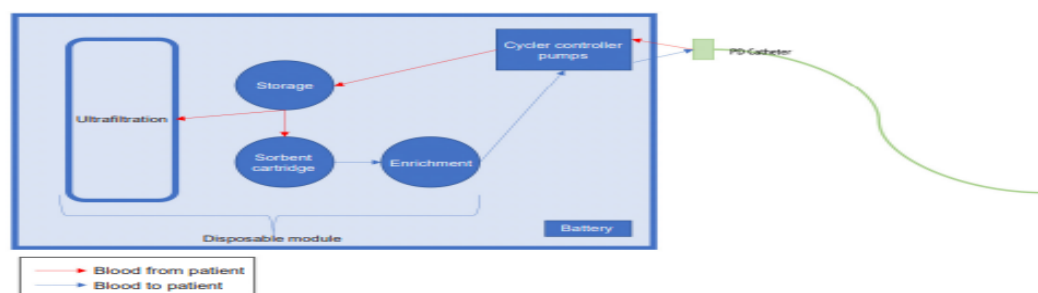 Cycler controller
pumps
PD Catheter
Storage
Ultrafiltration
Sorbent
cartridge
Enrichment
Disposable module
Battery
Blood from patient
Blood to patient